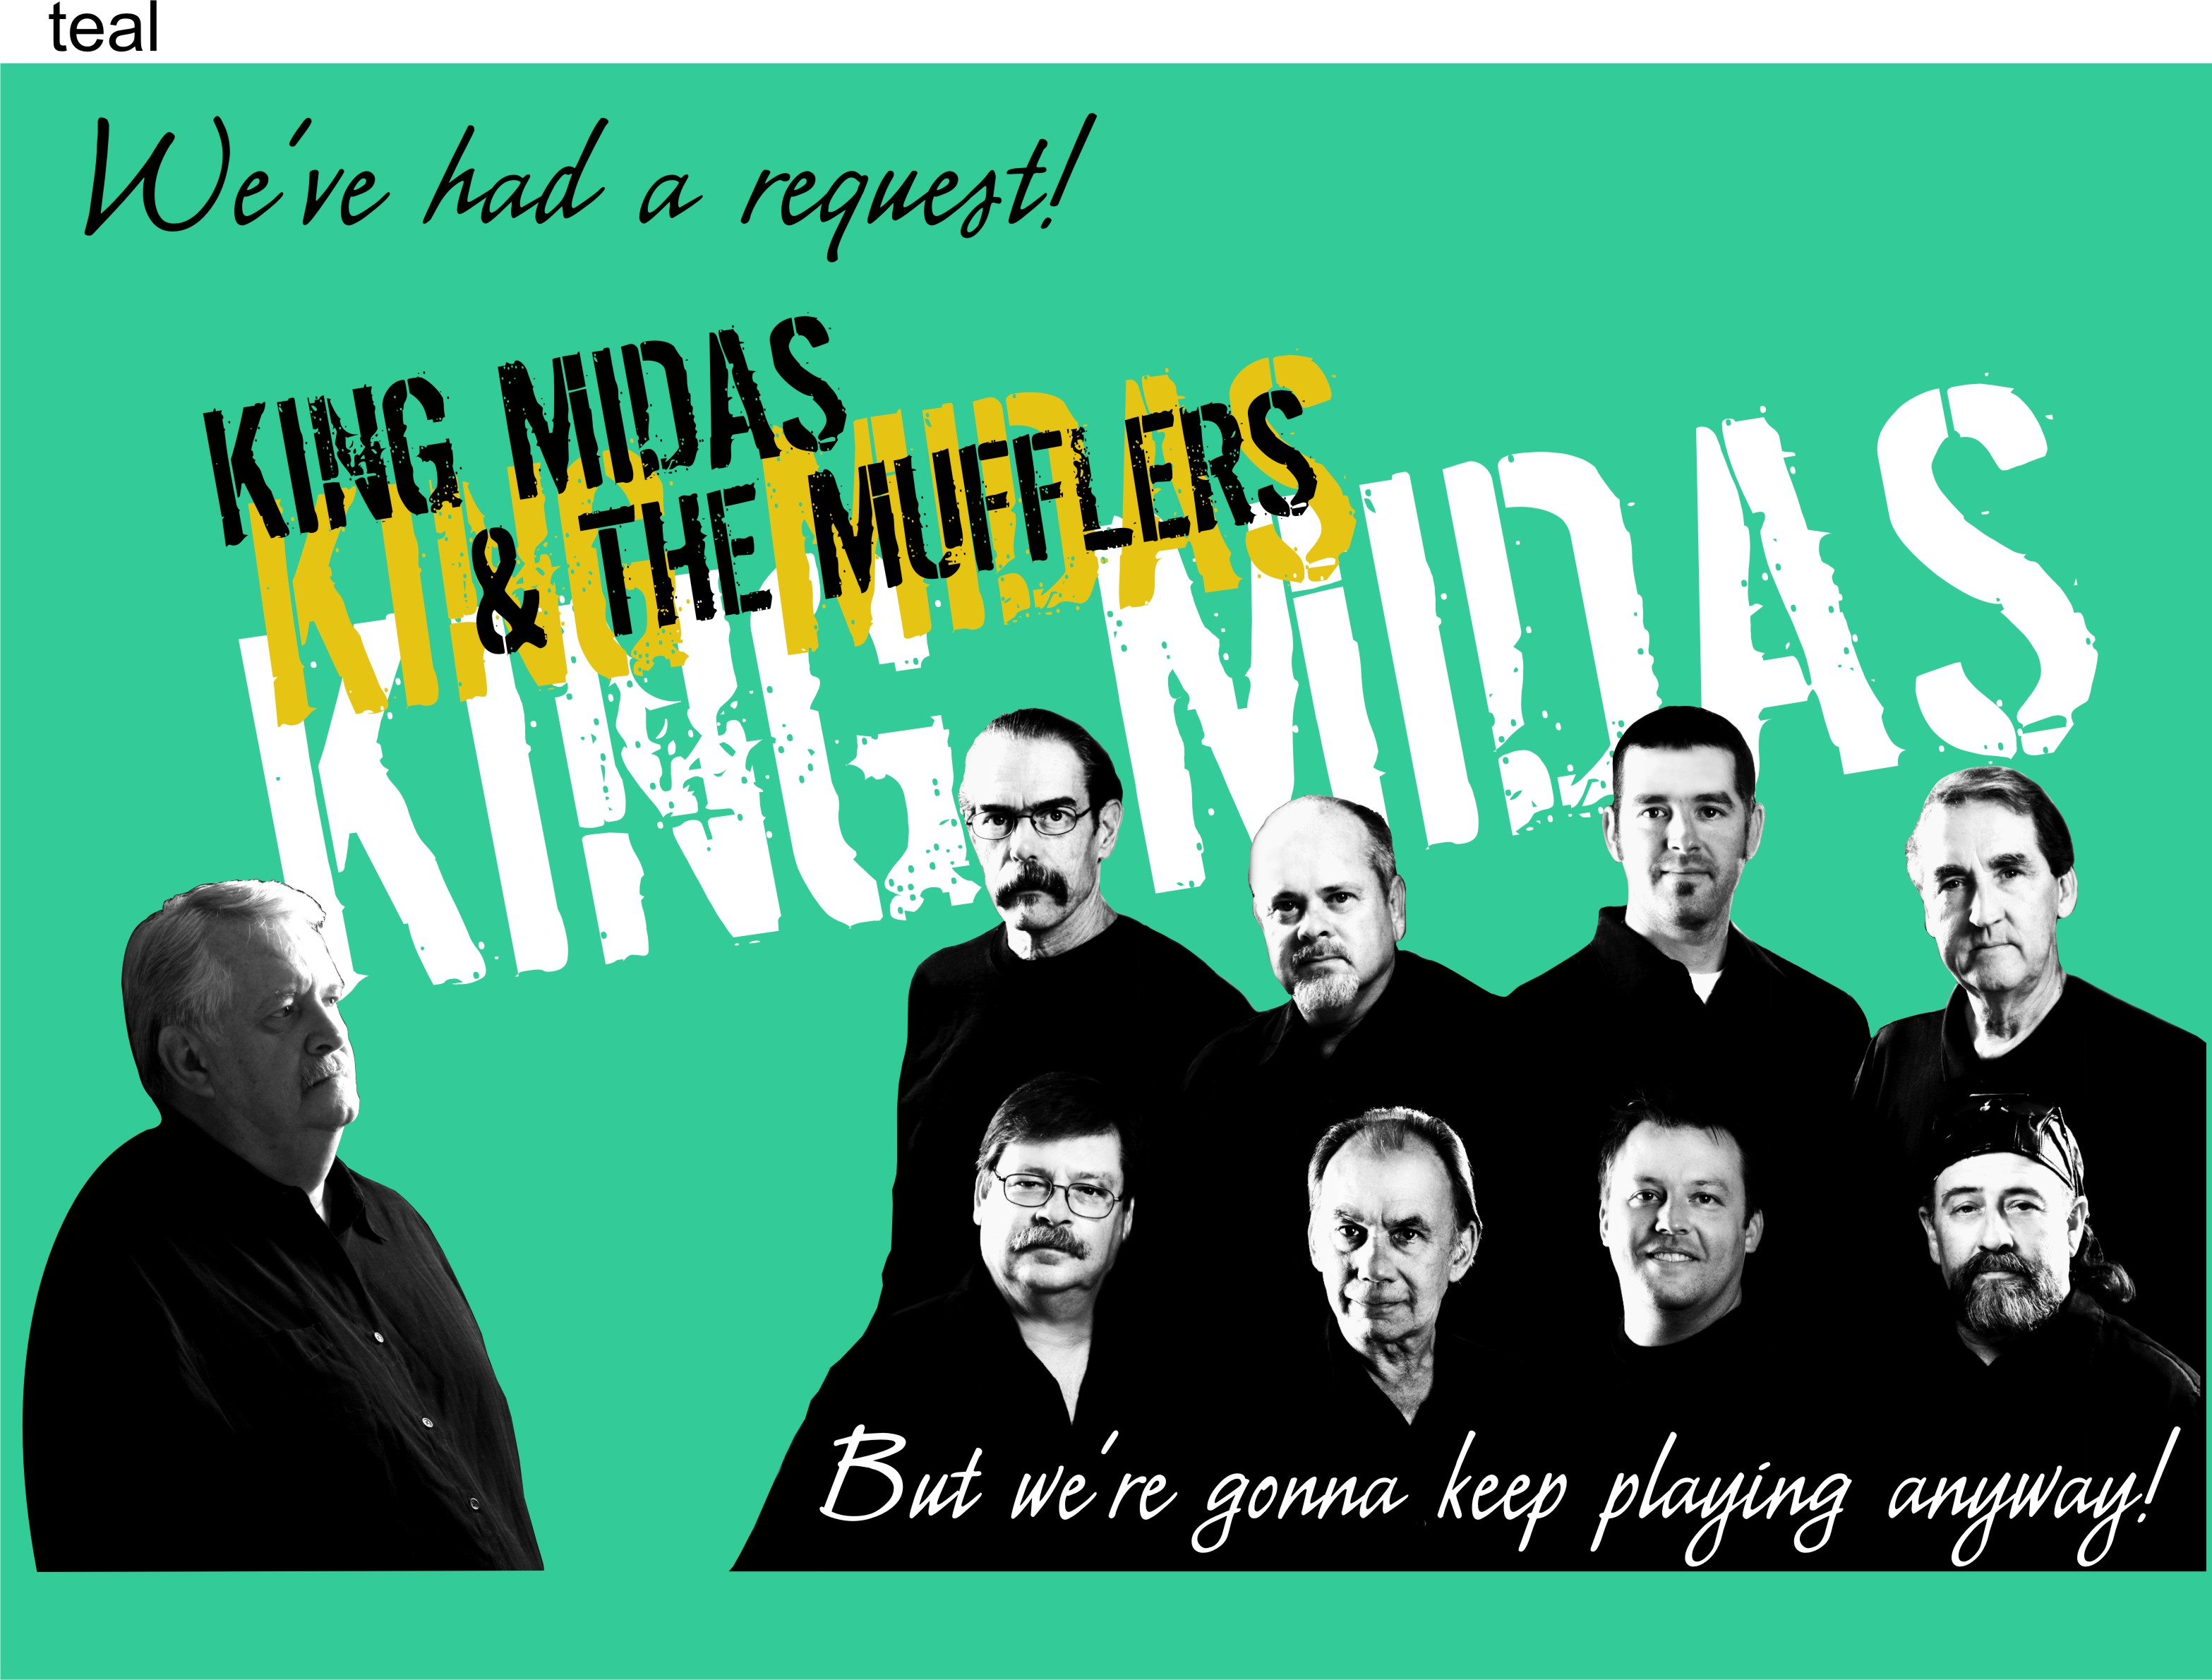 teal
We've had a request!
KING MIDAS
& THE MUFFLERS
KING MIDAS
KING MIDAS
But we're gonna keep playing anyway!